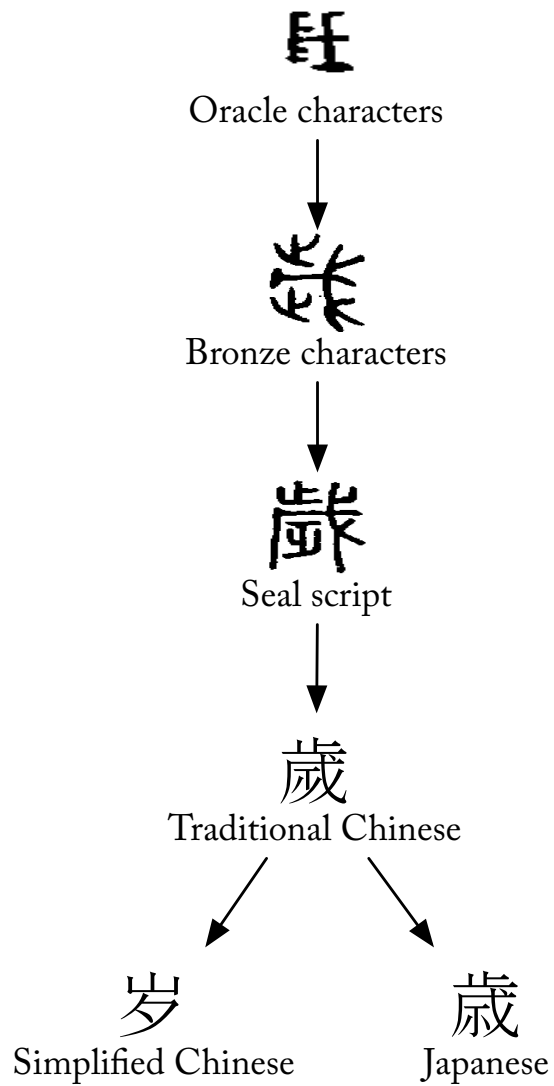 Oracle characters
Bronze characters
Seal script
歲
Traditional Chinese
岁 歳
Simplified Chinese Japanese